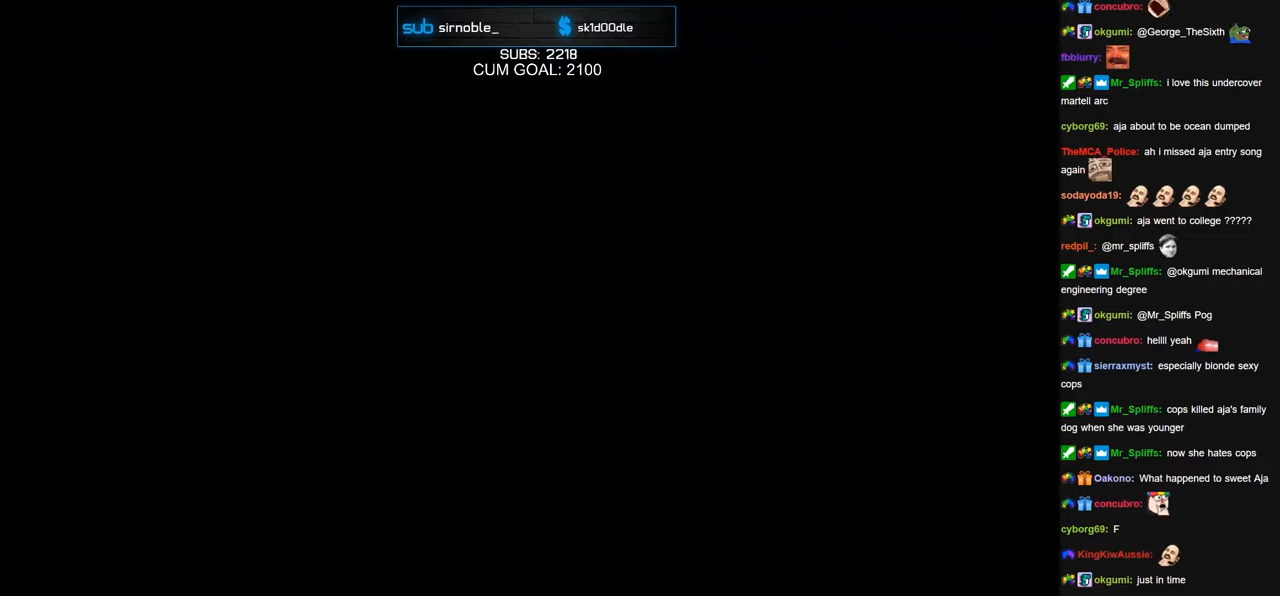 sub sirnoble_ $ sk1d00dle
SUBS: 2218
CUM GOAL: 2100
concubro:
okgumi: @George_TheSixth
fbblurry:
Mr_Spliffs: i love this undercover
martell arc
cyborg69: aja about to be ocean dumped
TheMCA_Police: ah i missed aja entry song
again
sodayoda19:
okgumi: aja went to college ?????
redpil_: @mr_spliffs
Mr_Spliffs: @okgumi mechanical
engineering degree
okgumi: @Mr_Spliffs Pog
concubro: hellll yeah
sierraxmyst: especially blonde sexy
cops
Mr_Spliffs: cops killed aja's family
dog when she was younger
Mr_Spliffs: now she hates cops
Oakono: What happened to sweet Aja
concubro:
cyborg69: F
KingKiwAussie:
okgumi: just in time